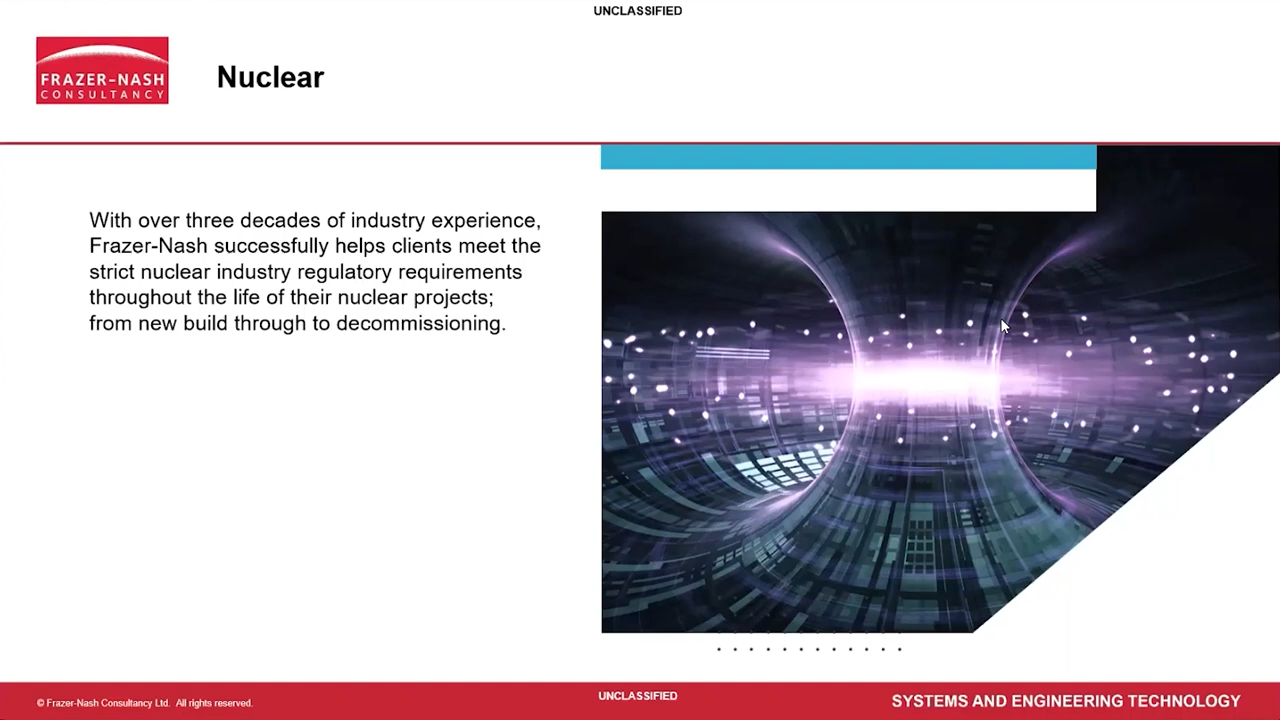 UNCLASSIFIED
FRAZER-NASH
CONSULTANCY
Nuclear
With over three decades of industry experience,
Frazer-Nash successfully helps clients meet the
strict nuclear industry regulatory requirements
throughout the life of their nuclear projects;
from new build through to decommissioning.
© Frazer-Nash Consultancy Ltd. All rights reserved.
UNCLASSIFIED
SYSTEMS AND ENGINEERING TECHNOLOGY